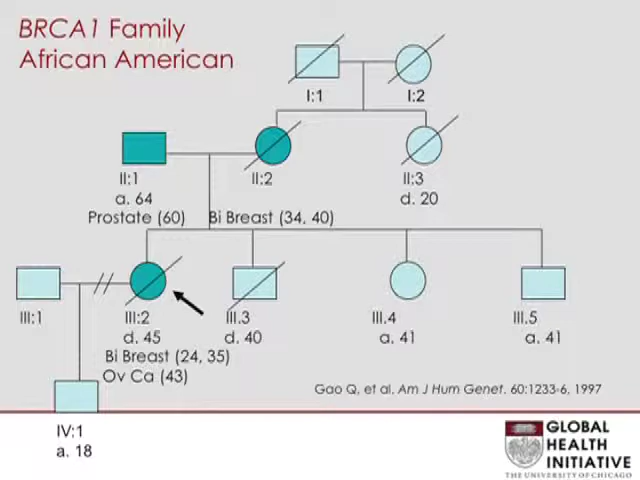 BRCA1 Family
African American
I:1
I:2
II:1
a. 64
Prostate (60)
II:2
Bi Breast (34, 40)
II:3
d. 20
III:1
III:2
d. 45
Bi Breast (24, 35)
Ov Ca (43)
III.3
d. 40
III.4
a. 41
III.5
a. 41
IV:1
a. 18
Gao Q, et al. Am J Hum Genet. 60:1233-6, 1997
GLOBAL
HEALTH
INITIATIVE
THE UNIVERSITY OF CHICAGO